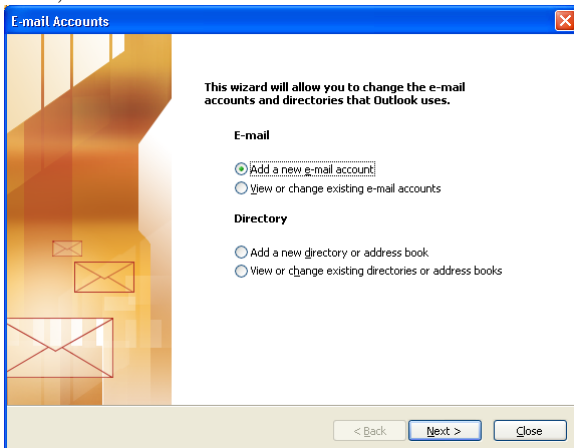 E-mail Accounts
This wizard will allow you to change the e-mail
accounts and directories that Outlook uses.
E-mail
Add a new e-mail account
View or change existing e-mail accounts
Directory
Add a new directory or address book
View or change existing directories or address books
< Back
Next >
Close